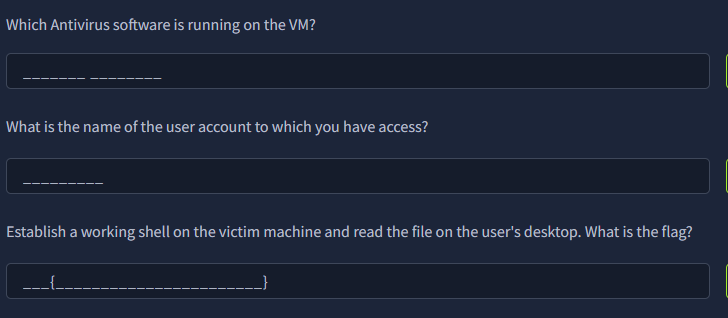 Which Antivirus software is running on the VM?
_______ ________
What is the name of the user account to which you have access?
_________
Establish a working shell on the victim machine and read the file on the user's desktop. What is the flag?
___{_______________________}